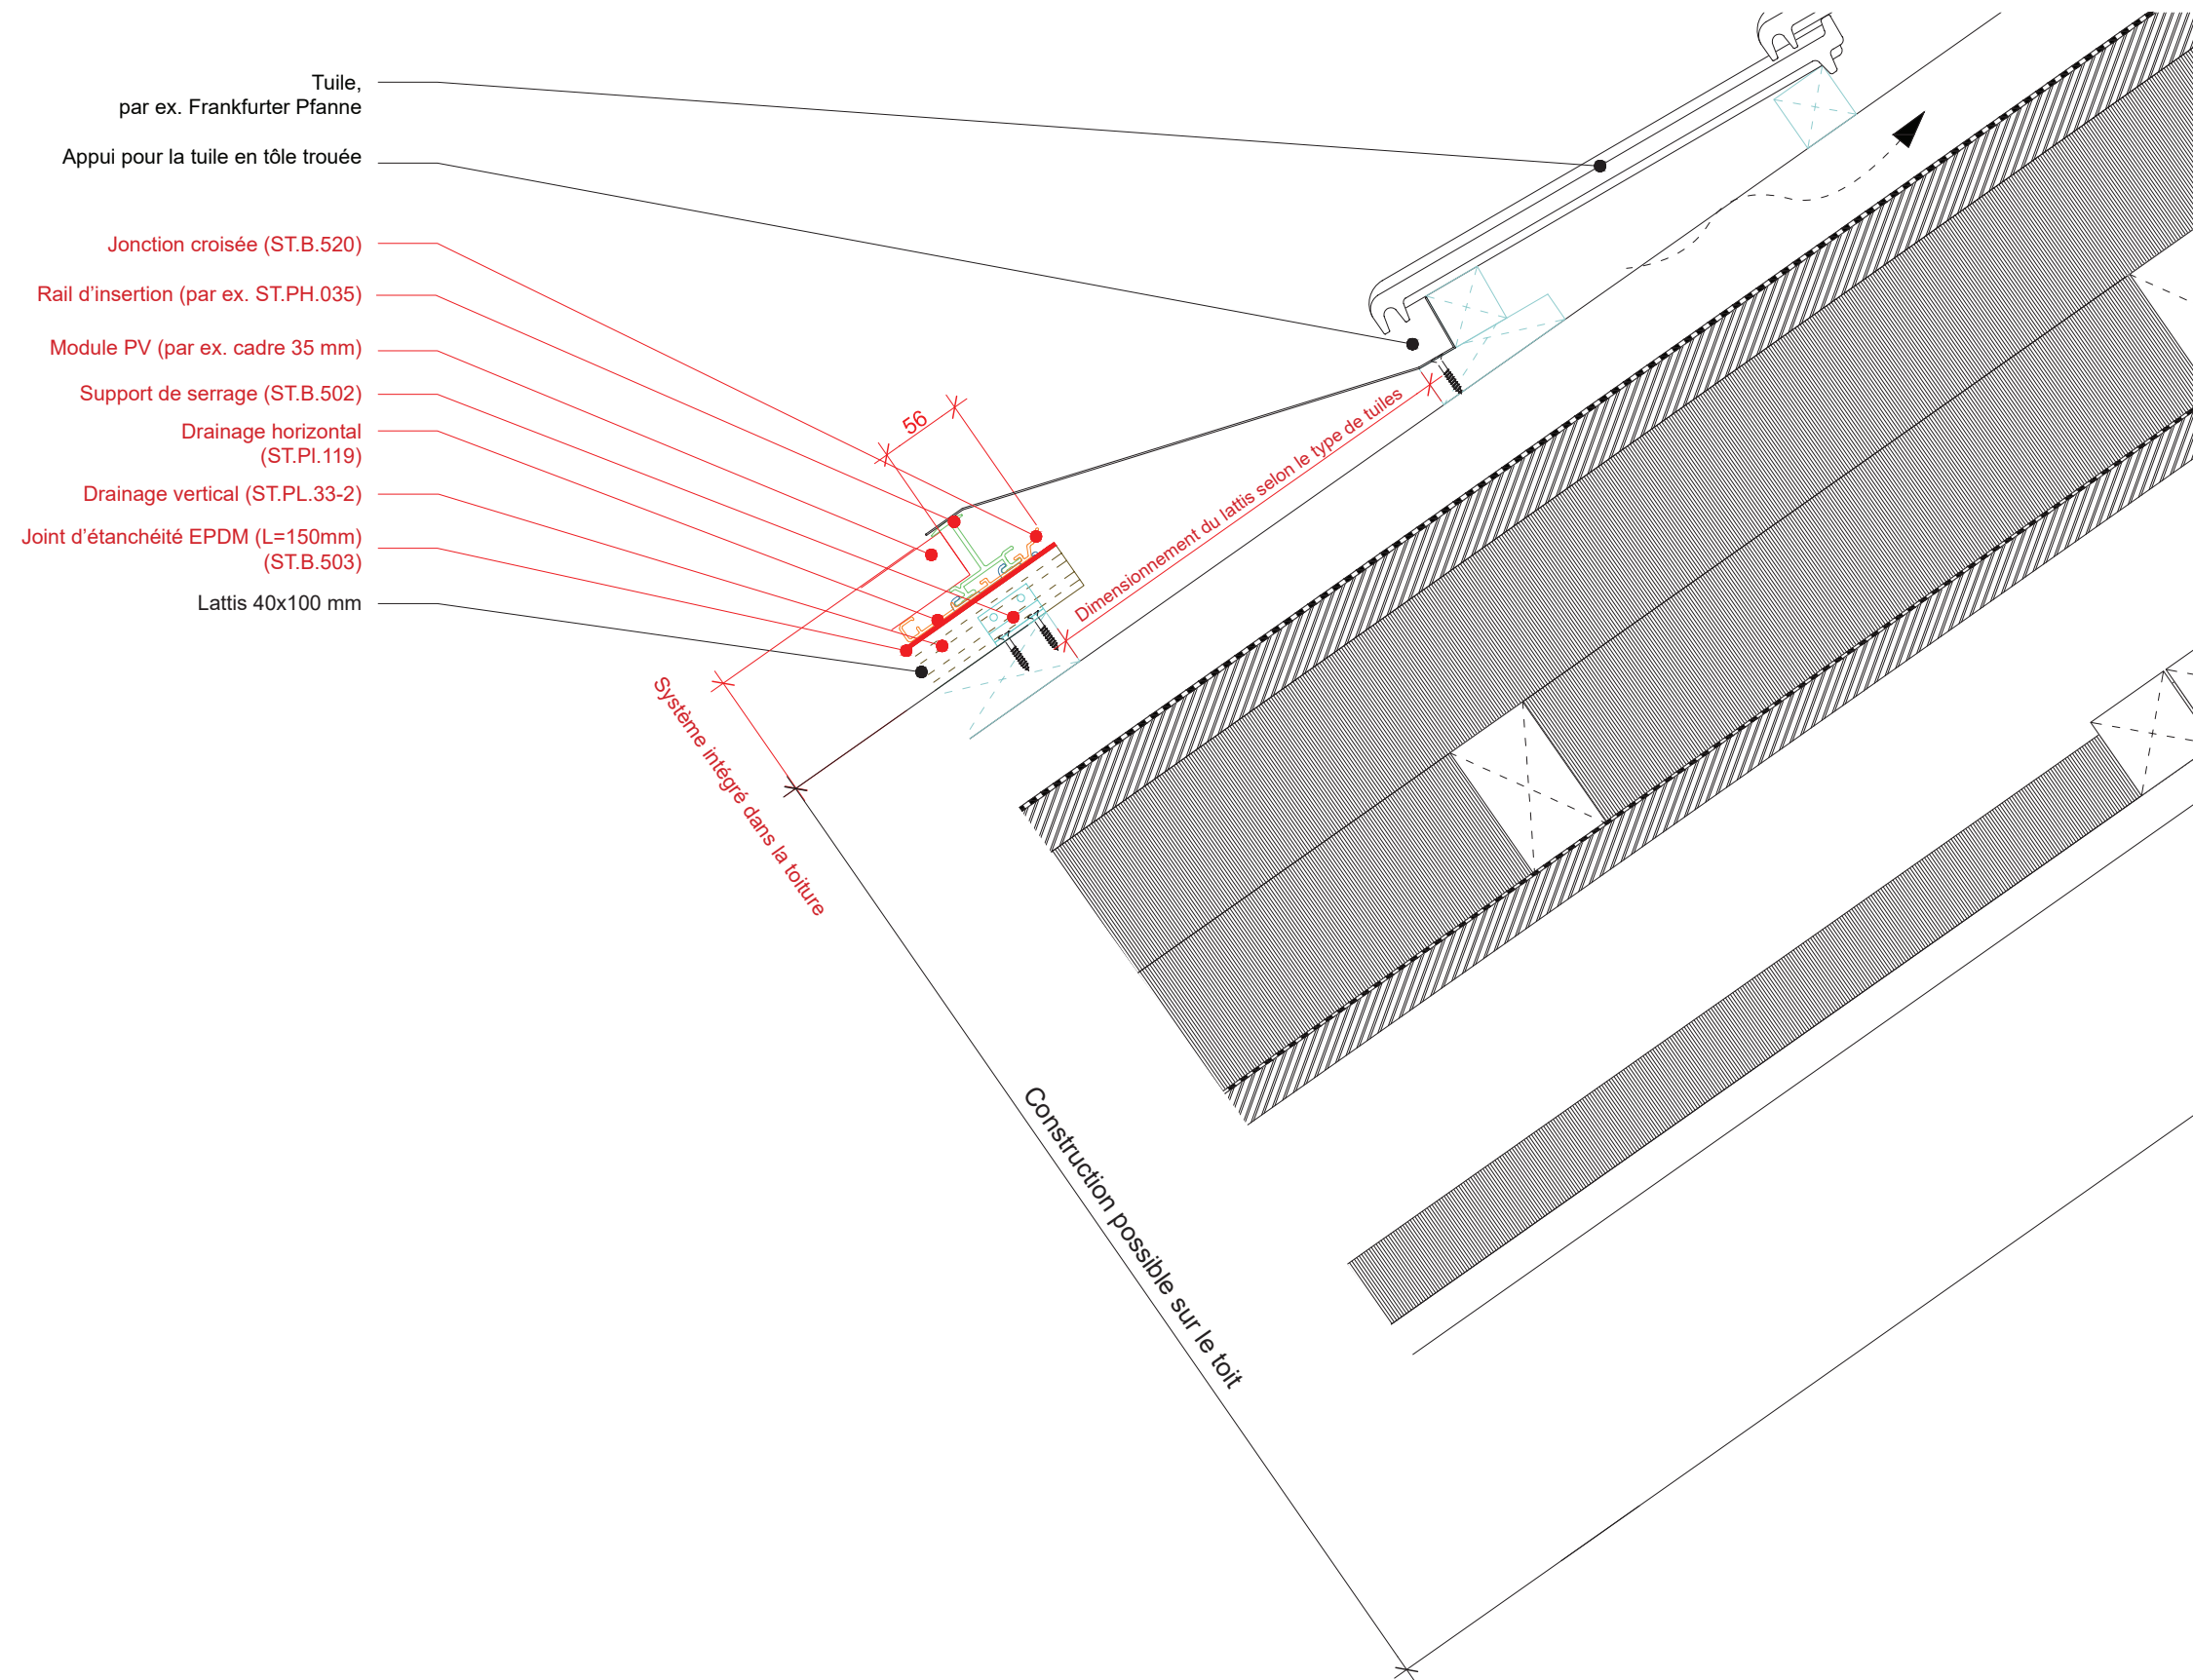 Tuile,
par ex. Frankfurter Pfanne
Appui pour la tuile en tôle trouée
Jonction croisée (ST.B.520)
Rail d’insertion (par ex. ST.PH.035)
Module PV (par ex. cadre 35 mm)
Support de serrage (ST.B.502)
Drainage horizontal
(ST.Pl.119)
Drainage vertical (ST.PL.33-2)
Joint d’étanchéité EPDM (L=150mm)
(ST.B.503)
Lattis 40x100 mm
56
Dimensionnement du lattis selon le type de tuiles
Système intégré dans la toiture
Construction possible sur le toit